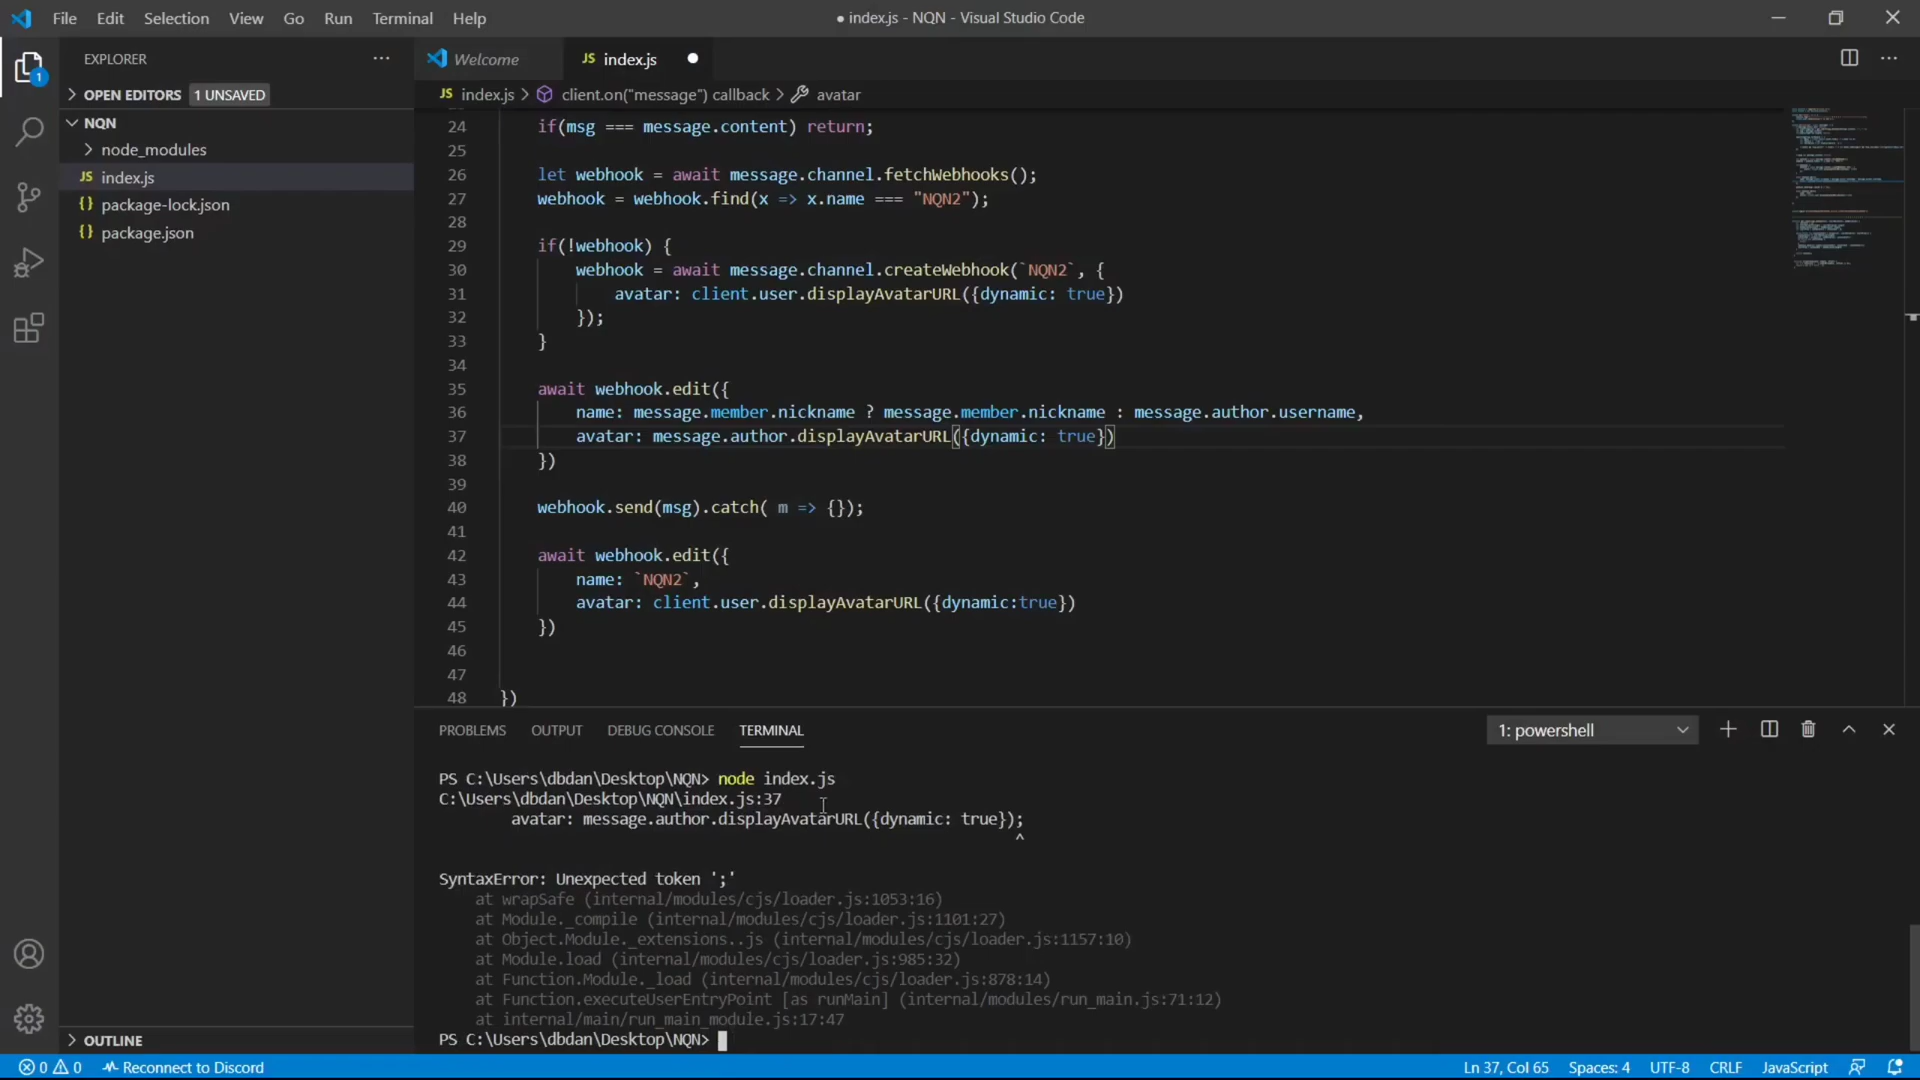 File Edit Selection View Go Run Terminal Help
● index.js - NQN - Visual Studio Code
EXPLORER
OPEN EDITORS 1 UNSAVED
NQN
node_modules
JS index.js
{} package-lock.json
{} package.json
OUTLINE
1
Welcome
JS index.js
JS index.js > client.on("message") callback > avatar
24 if(msg === message.content) return;
25
26 let webhook = await message.channel.fetchWebhooks();
27 webhook = webhook.find(x => x.name === "NQN2");
28
29 if(!webhook) {
30 webhook = await message.channel.createWebhook(`NQN2`, {
31 avatar: client.user.displayAvatarURL({dynamic: true})
32 });
33 }
34
35 await webhook.edit({
36 name: message.member.nickname ? message.member.nickname : message.author.username,
37 avatar: message.author.displayAvatarURL({dynamic: true})
38 })
39
40 webhook.send(msg).catch( m => {});
41
42 await webhook.edit({
43 name: `NQN2`,
44 avatar: client.user.displayAvatarURL({dynamic:true})
45 })
46
47
48 })
PROBLEMS OUTPUT DEBUG CONSOLE TERMINAL
1: powershell
PS C:\Users\dbdan\Desktop\NQN> node index.js
C:\Users\dbdan\Desktop\NQN\index.js:37
avatar: message.author.displayAvatarURL({dynamic: true});
^
SyntaxError: Unexpected token ';'
at wrapSafe (internal/modules/cjs/loader.js:1053:16)
at Module._compile (internal/modules/cjs/loader.js:1101:27)
at Object.Module._extensions..js (internal/modules/cjs/loader.js:1157:10)
at Module.load (internal/modules/cjs/loader.js:985:32)
at Function.Module._load (internal/modules/cjs/loader.js:878:14)
at Function.executeUserEntryPoint [as runMain] (internal/modules/run_main.js:71:12)
at internal/main/run_main_module.js:17:47
PS C:\Users\dbdan\Desktop\NQN>
0 0 Reconnect to Discord
Ln 37, Col 65 Spaces: 4 UTF-8 CRLF JavaScript